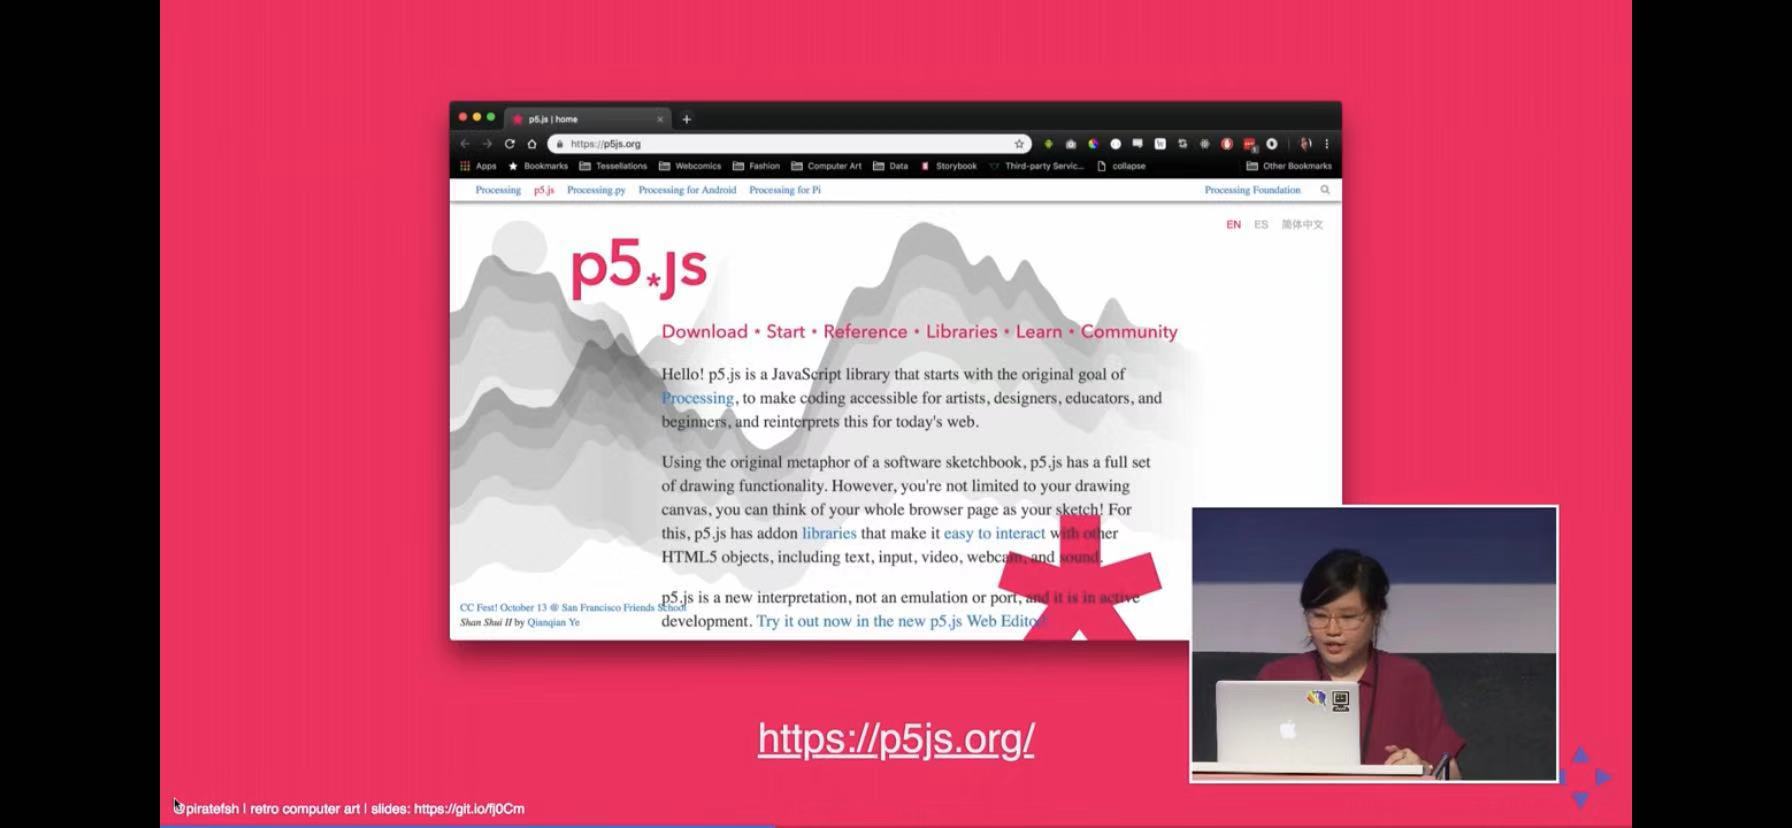 p5.js | home
https://p5js.org
Apps Bookmarks Tessellations Webcomics Fashion Computer Art Data Storybook Third-party Servic... collapse Other Bookmarks
Processing p5.js Processing.py Processing for Android Processing for Pi Processing Foundation
EN ES 简体中文
p5*js
Download * Start * Reference * Libraries * Learn * Community
Hello! p5.js is a JavaScript library that starts with the original goal of
Processing, to make coding accessible for artists, designers, educators, and
beginners, and reinterprets this for today's web.
Using the original metaphor of a software sketchbook, p5.js has a full set
of drawing functionality. However, you're not limited to your drawing
canvas, you can think of your whole browser page as your sketch! For
this, p5.js has addon libraries that make it easy to interact with other
HTML5 objects, including text, input, video, webcam, and sound.
p5.js is a new interpretation, not an emulation or port, and it is in active
development. Try it out now in the new p5.js Web Editor!
CC Fest! October 13 @ San Francisco Friends School
Shan Shui II by Qianqian Ye
https://p5js.org/
@piratefsh | retro computer art | slides: https://git.io/fj0Cm